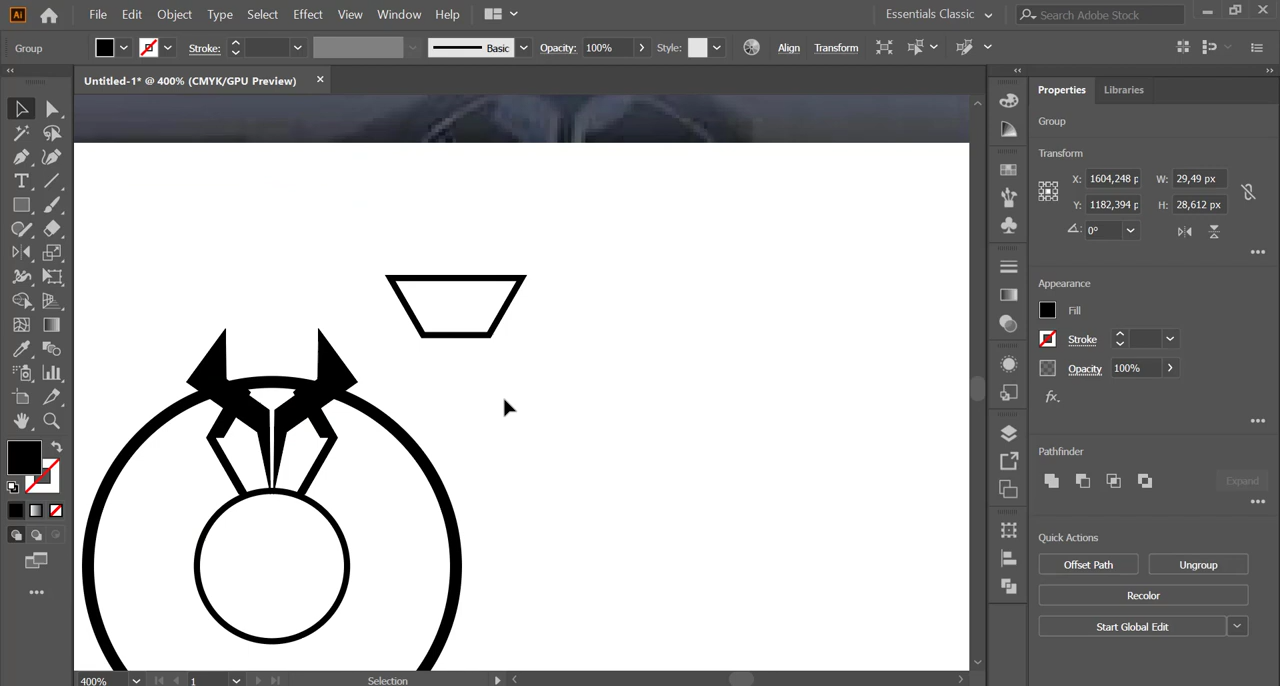 Ai File Edit Object Type Select Effect View Window Help Essentials Classic Search Adobe Stock
Group Stroke: Basic Opacity: 100% Style: Align Transform
Untitled-1* @ 400% (CMYK/GPU Preview) ×
Properties Libraries
Group
Transform
X: 1604,248 p W: 29,49 px
Y: 1182,394 p H: 28,612 px
0°
Appearance
Fill
Stroke
Opacity 100%
fx.
Pathfinder
Expand
Quick Actions
Offset Path Ungroup
Recolor
Start Global Edit
400% 1 Selection